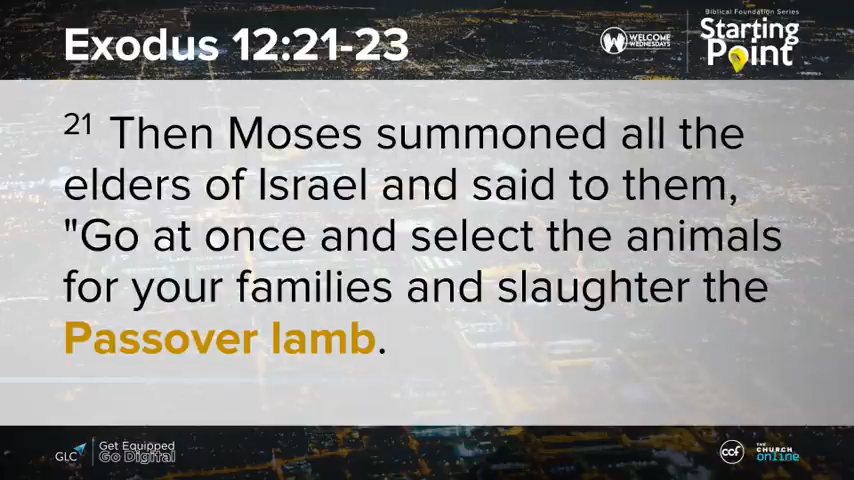 Exodus 12:21-23
WELCOME
WEDNESDAYS
Biblical Foundation Series
Starting
Point
21 Then Moses summoned all the
elders of Israel and said to them,
"Go at once and select the animals
for your families and slaughter the
Passover lamb.
GLC
Get Equipped
Go Digital
ccf
THE
CHURCH
online